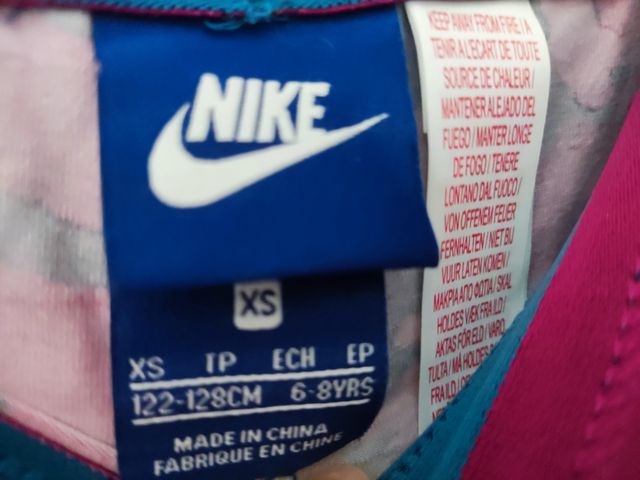 NIKE
XS
XS TP ECH EP
122-128CM 6-8YRS
MADE IN CHINA
FABRIQUE EN CHINE
KEEP AWAY FROM FIRE / A
TENIR A L'ECART DE TOUTE
SOURCE DE CHALEUR /
MANTENER ALEJADO DEL
FUEGO / MANTER LONGE
DE FOGO / TENERE
LONTANO DAL FUOCO /
VON OFFENEM FEUER
FERNHALTEN / NIET BIJ
VUUR LATEN KOMEN /
ΜΑΚΡΙΑ ΑΠΟ ΦΩΤΙΑ / SKAL
HOLDES VÆK FRA ILD /
AKTAS FÖR ELD / VARO
TULTA / MÅ HOLDES
FRA ILD /